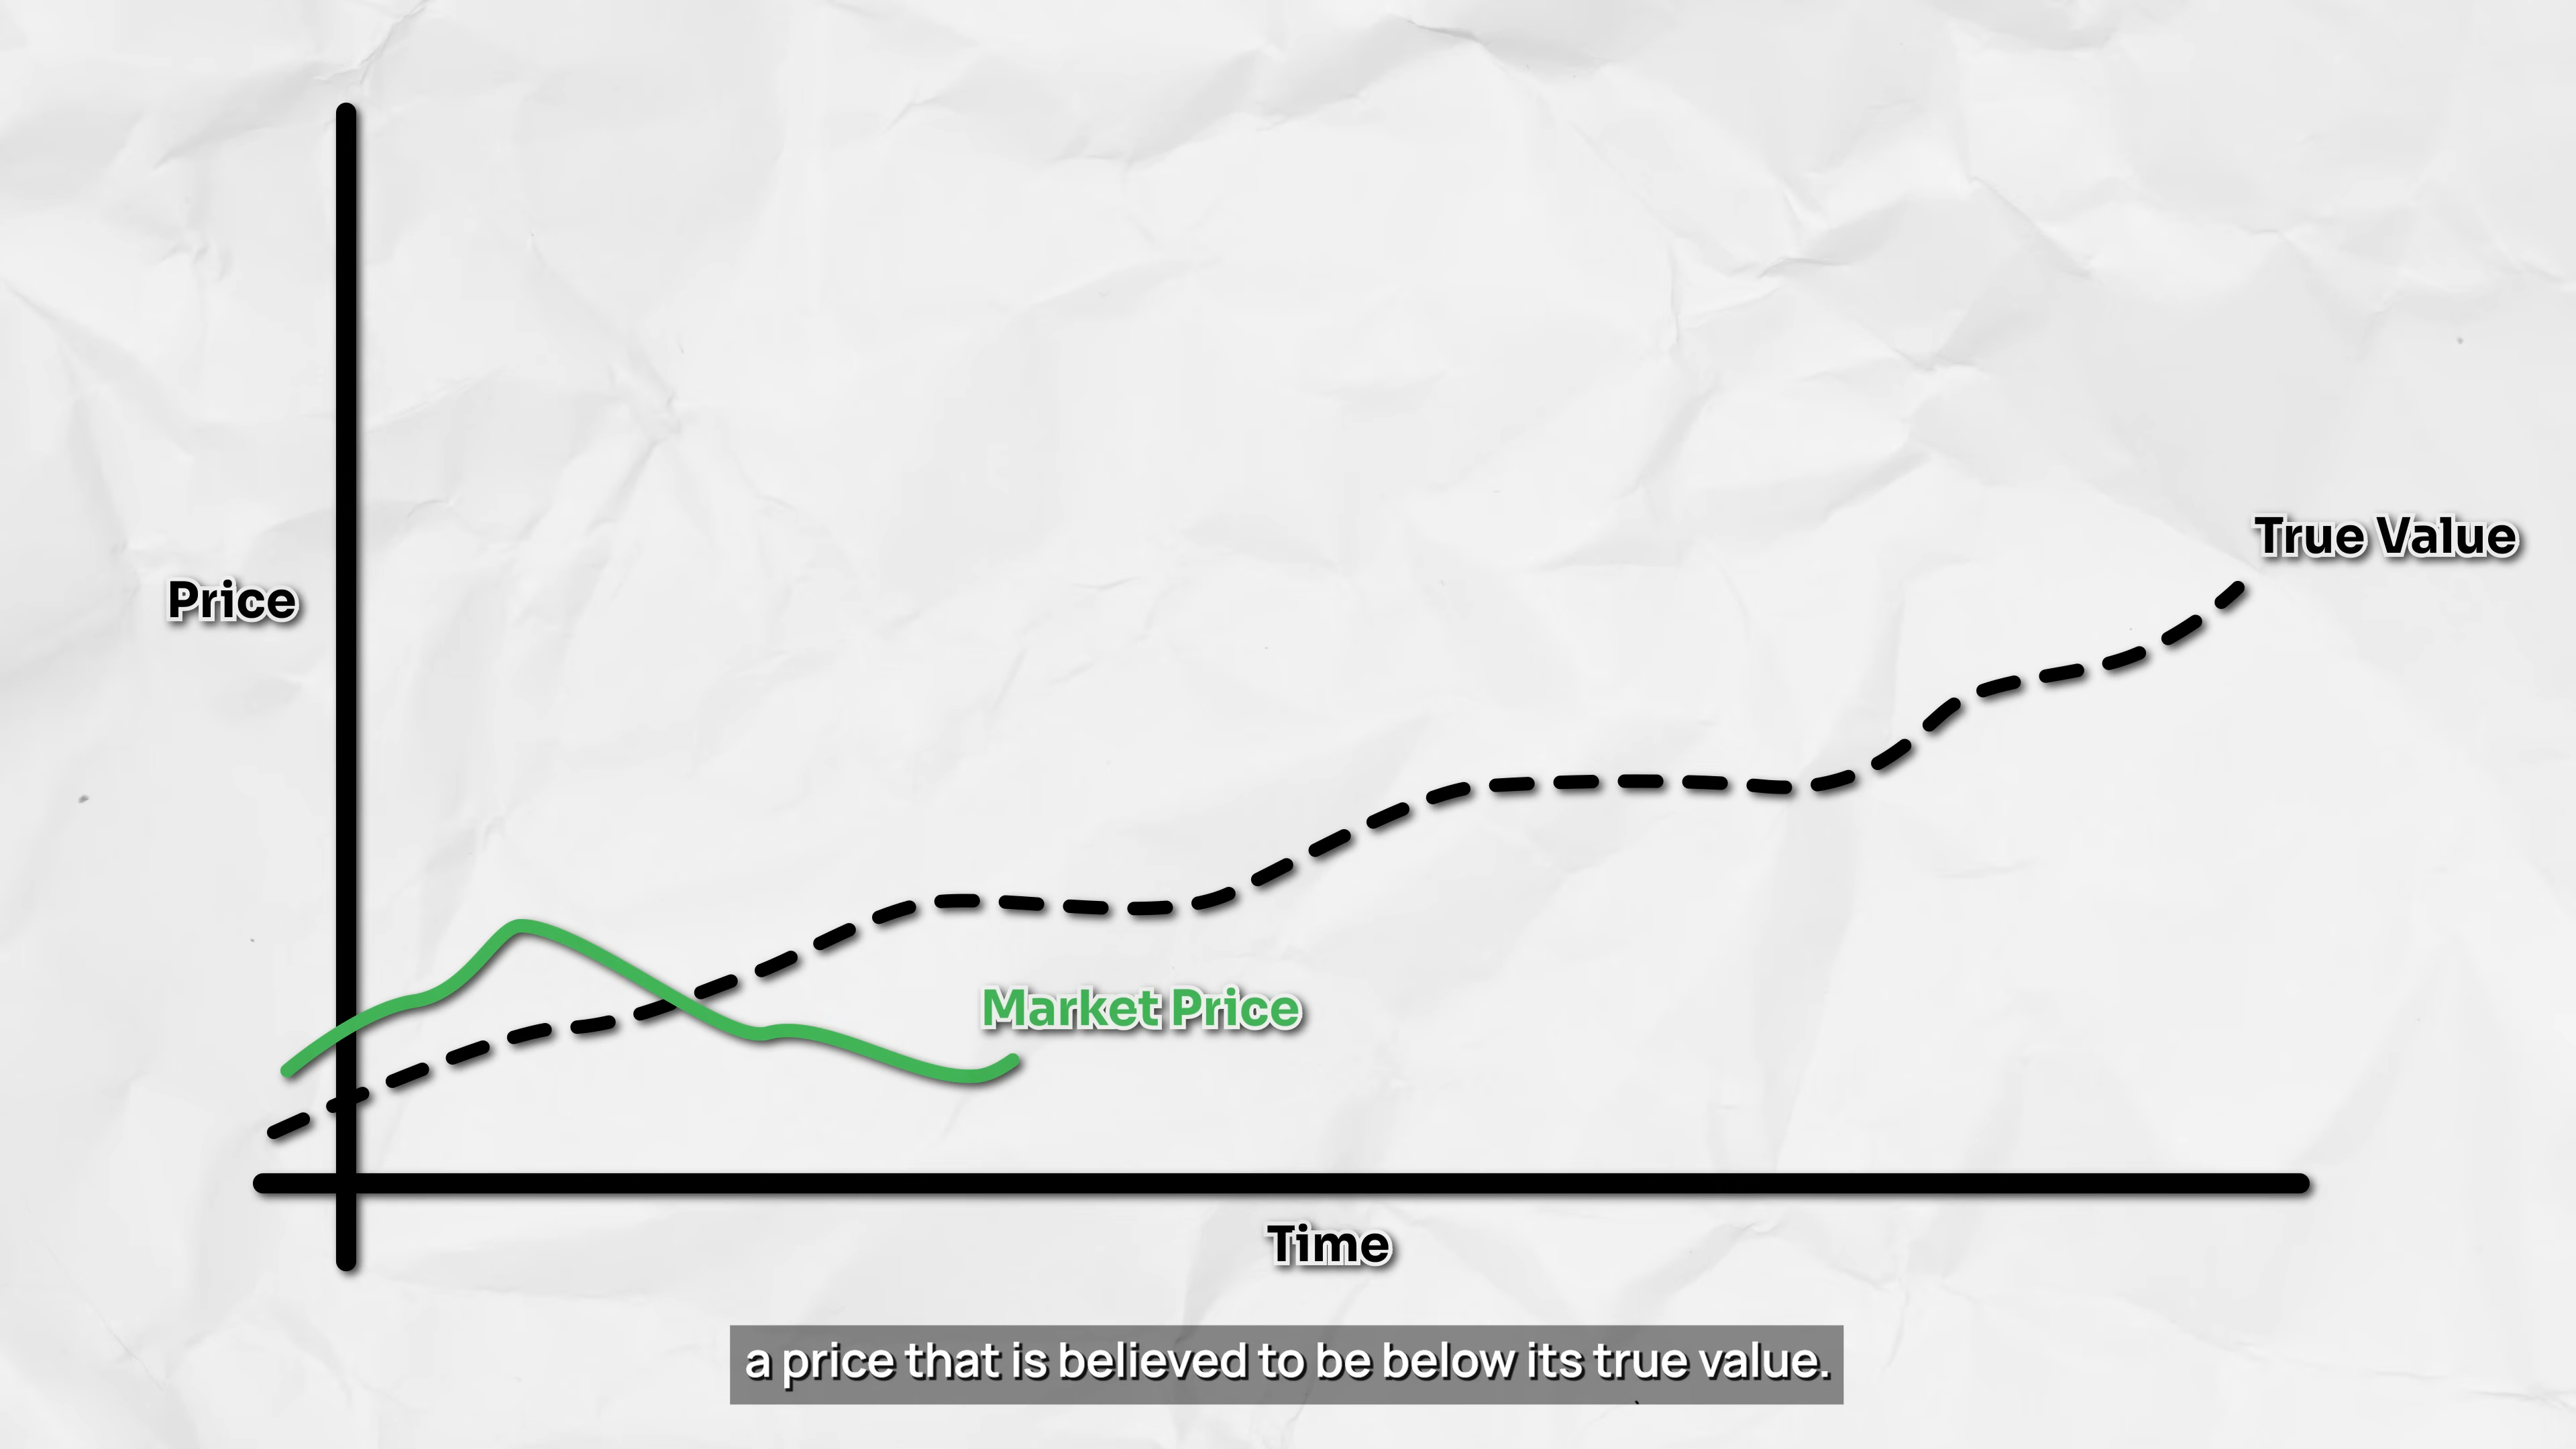 True Value
Price
Market Price
Time
a price that is believed to be below its true value.